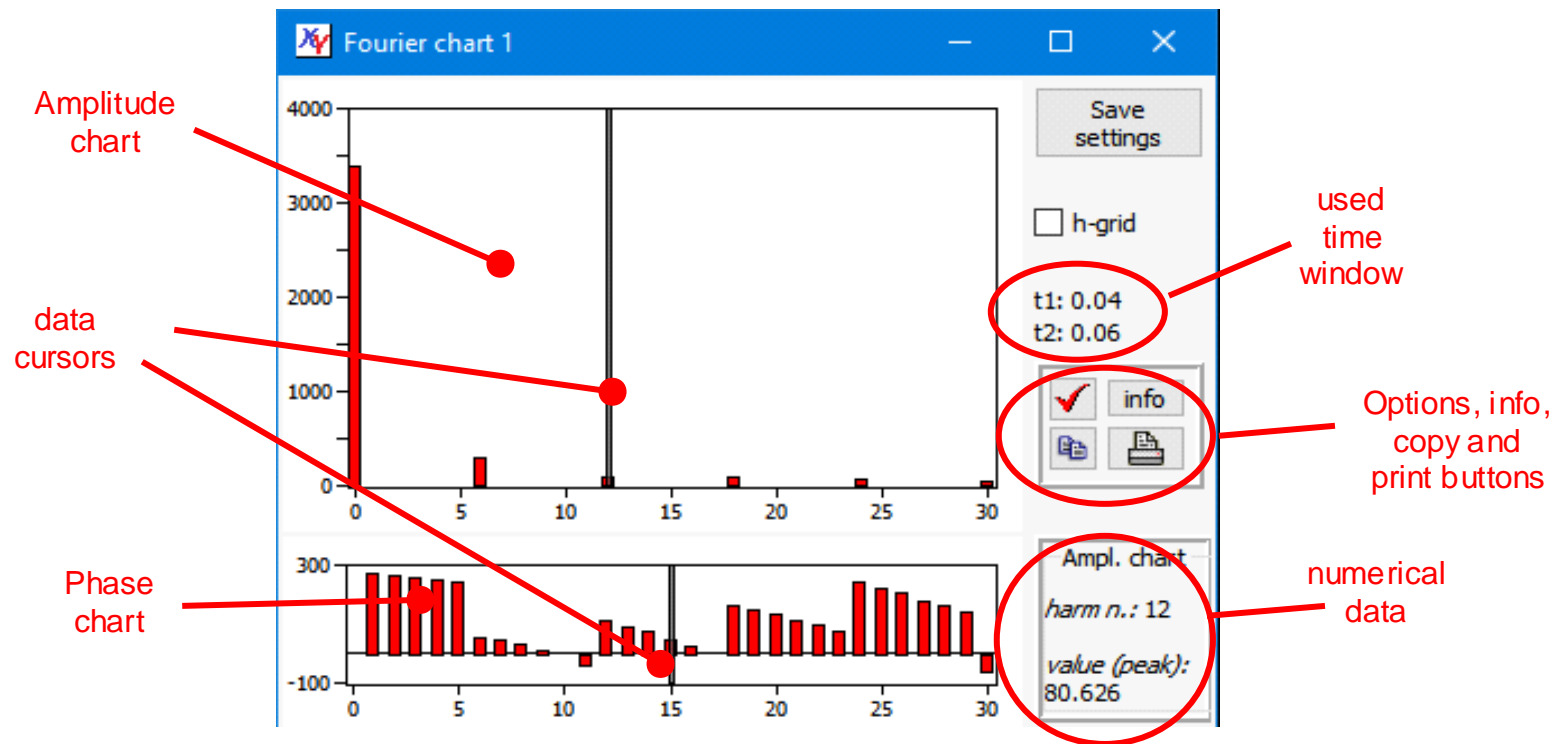 XY Fourier chart 1
Amplitude
chart
4000
3000
2000
1000
0
0 5 10 15 20 25 30
Save
settings
h-grid
used
time
window
t1: 0.04
t2: 0.06
data
cursors
info
Options, info,
copy and
print buttons
Phase
chart
300
-100
0 5 10 15 20 25 30
Ampl. chart
harm n.: 12
value (peak):
80.626
numerical
data